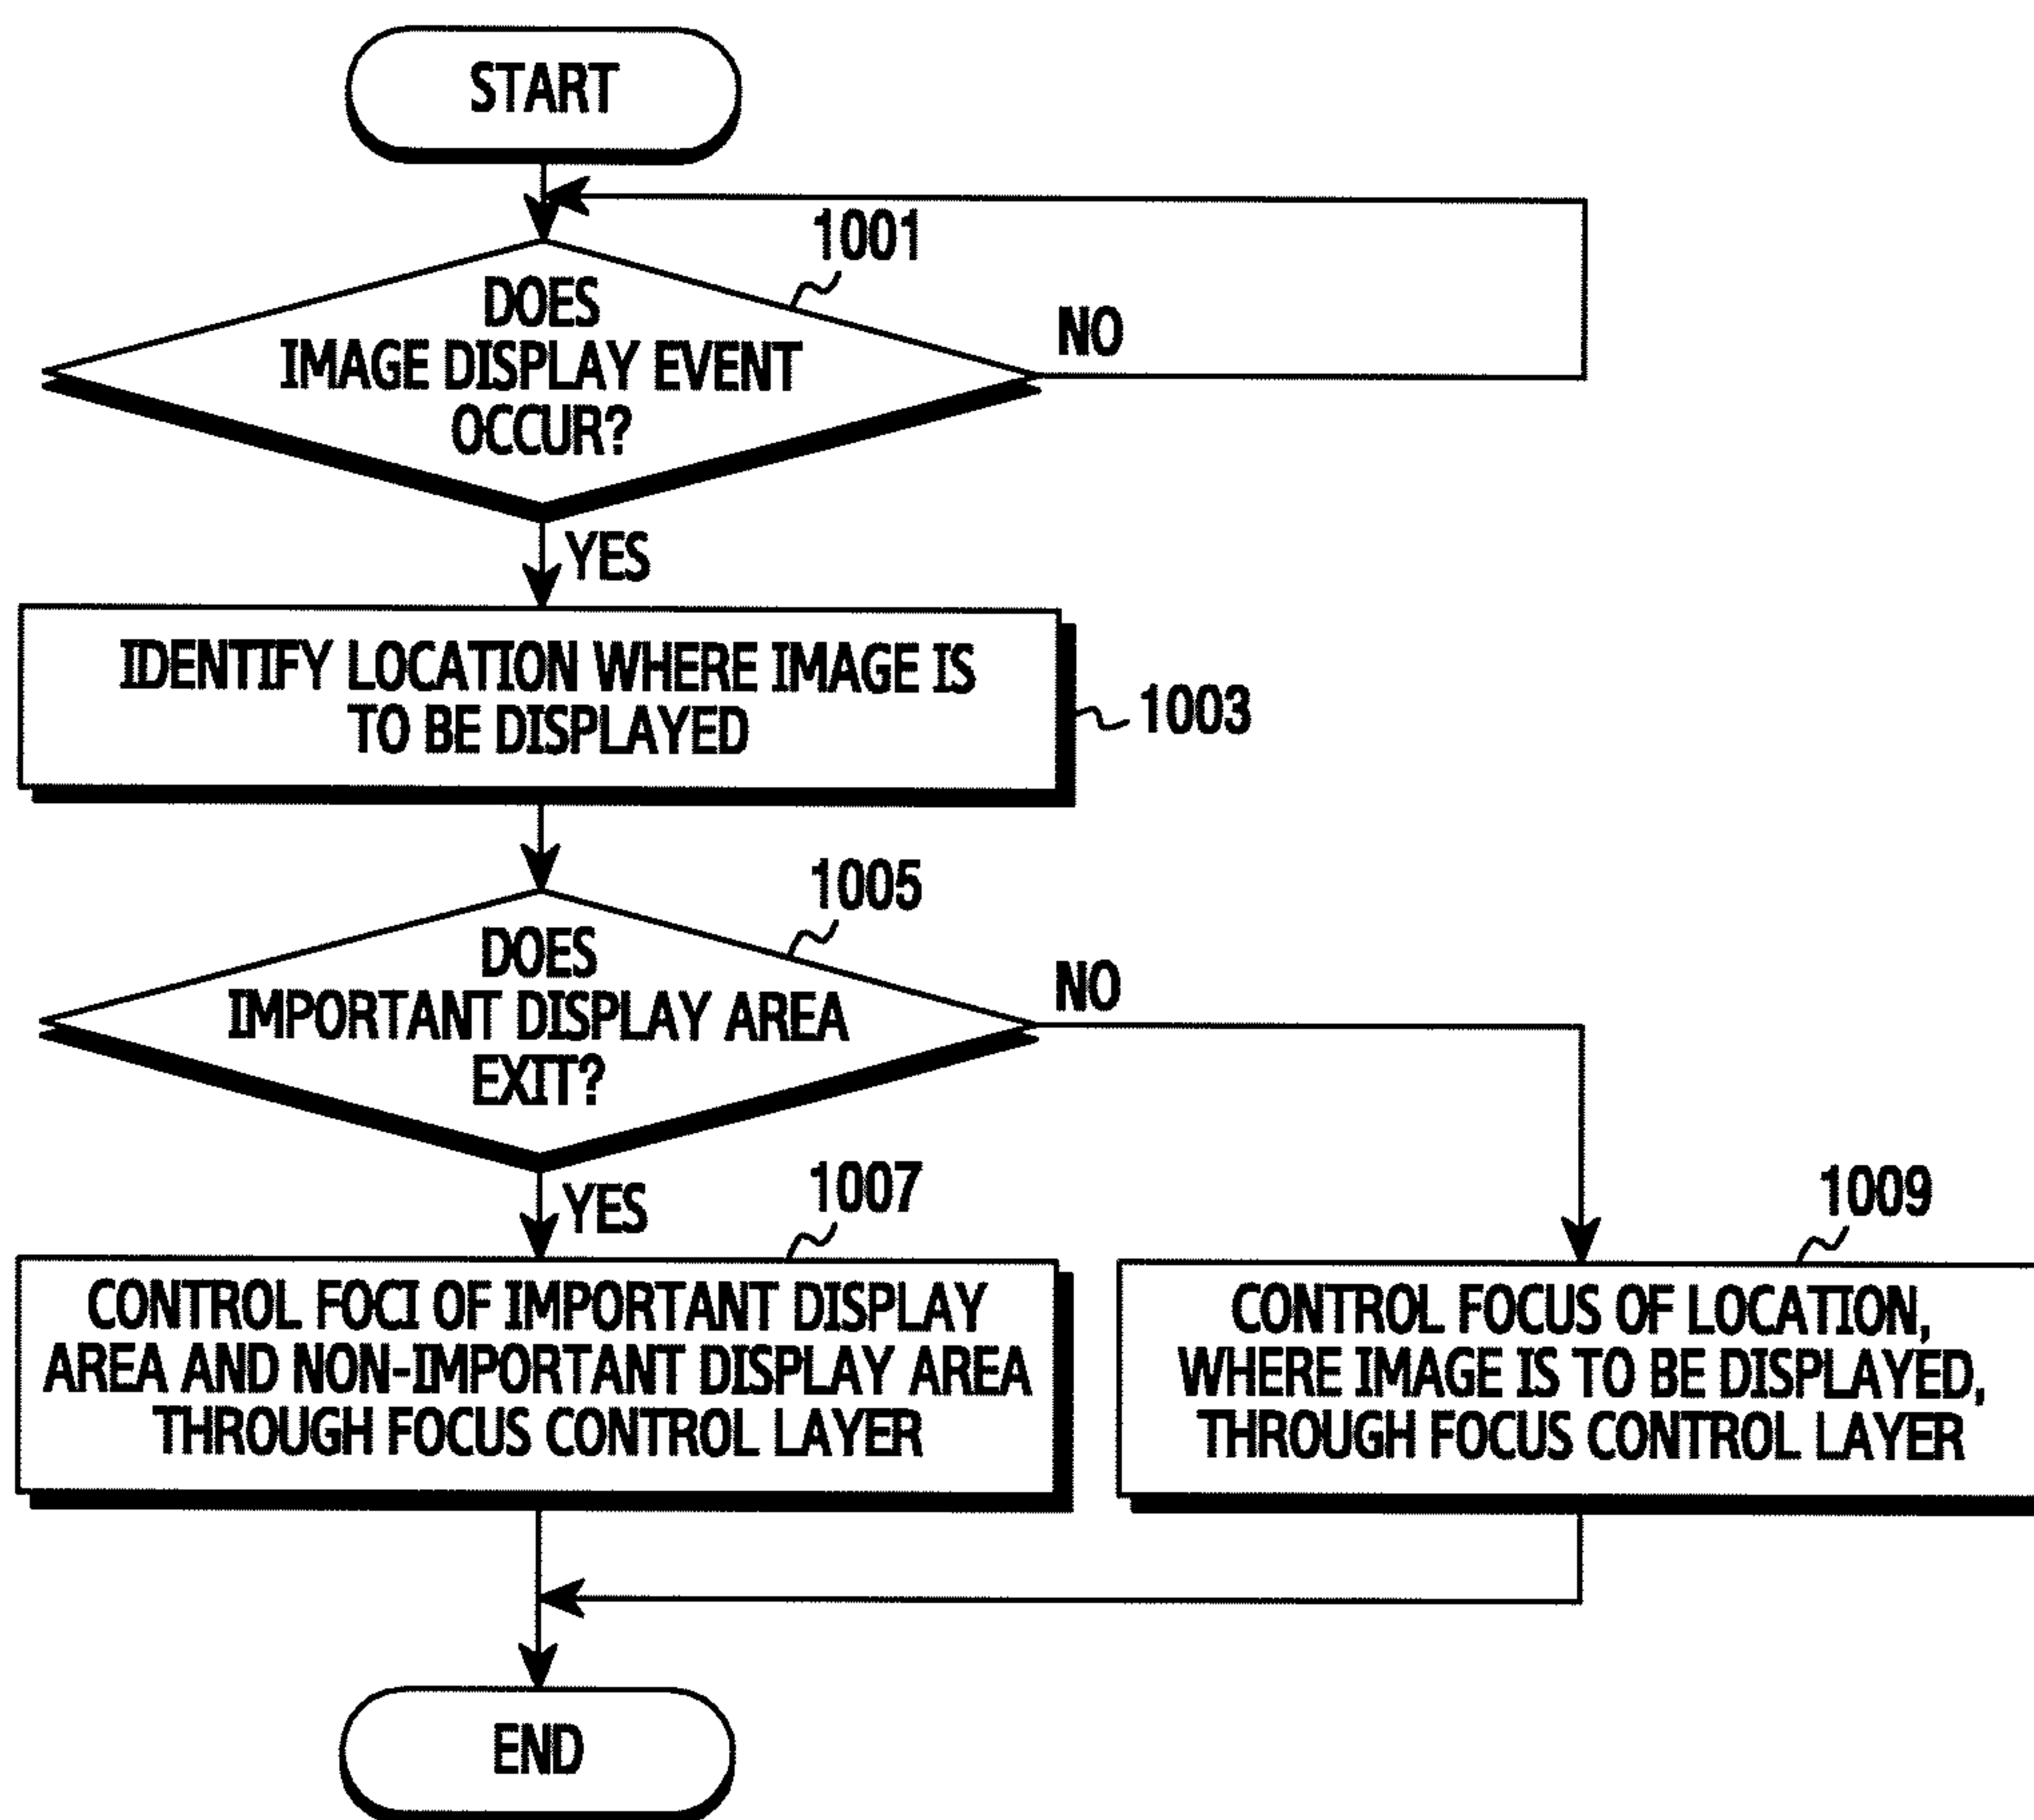 START
1001
DOES
IMAGE DISPLAY EVENT
OCCUR?
NO
YES
IDENTIFY LOCATION WHERE IMAGE IS
TO BE DISPLAYED
1003
1005
DOES
IMPORTANT DISPLAY AREA
EXIT?
NO
YES
1007
CONTROL FOCI OF IMPORTANT DISPLAY
AREA AND NON-IMPORTANT DISPLAY AREA
THROUGH FOCUS CONTROL LAYER
1009
CONTROL FOCUS OF LOCATION,
WHERE IMAGE IS TO BE DISPLAYED,
THROUGH FOCUS CONTROL LAYER
END